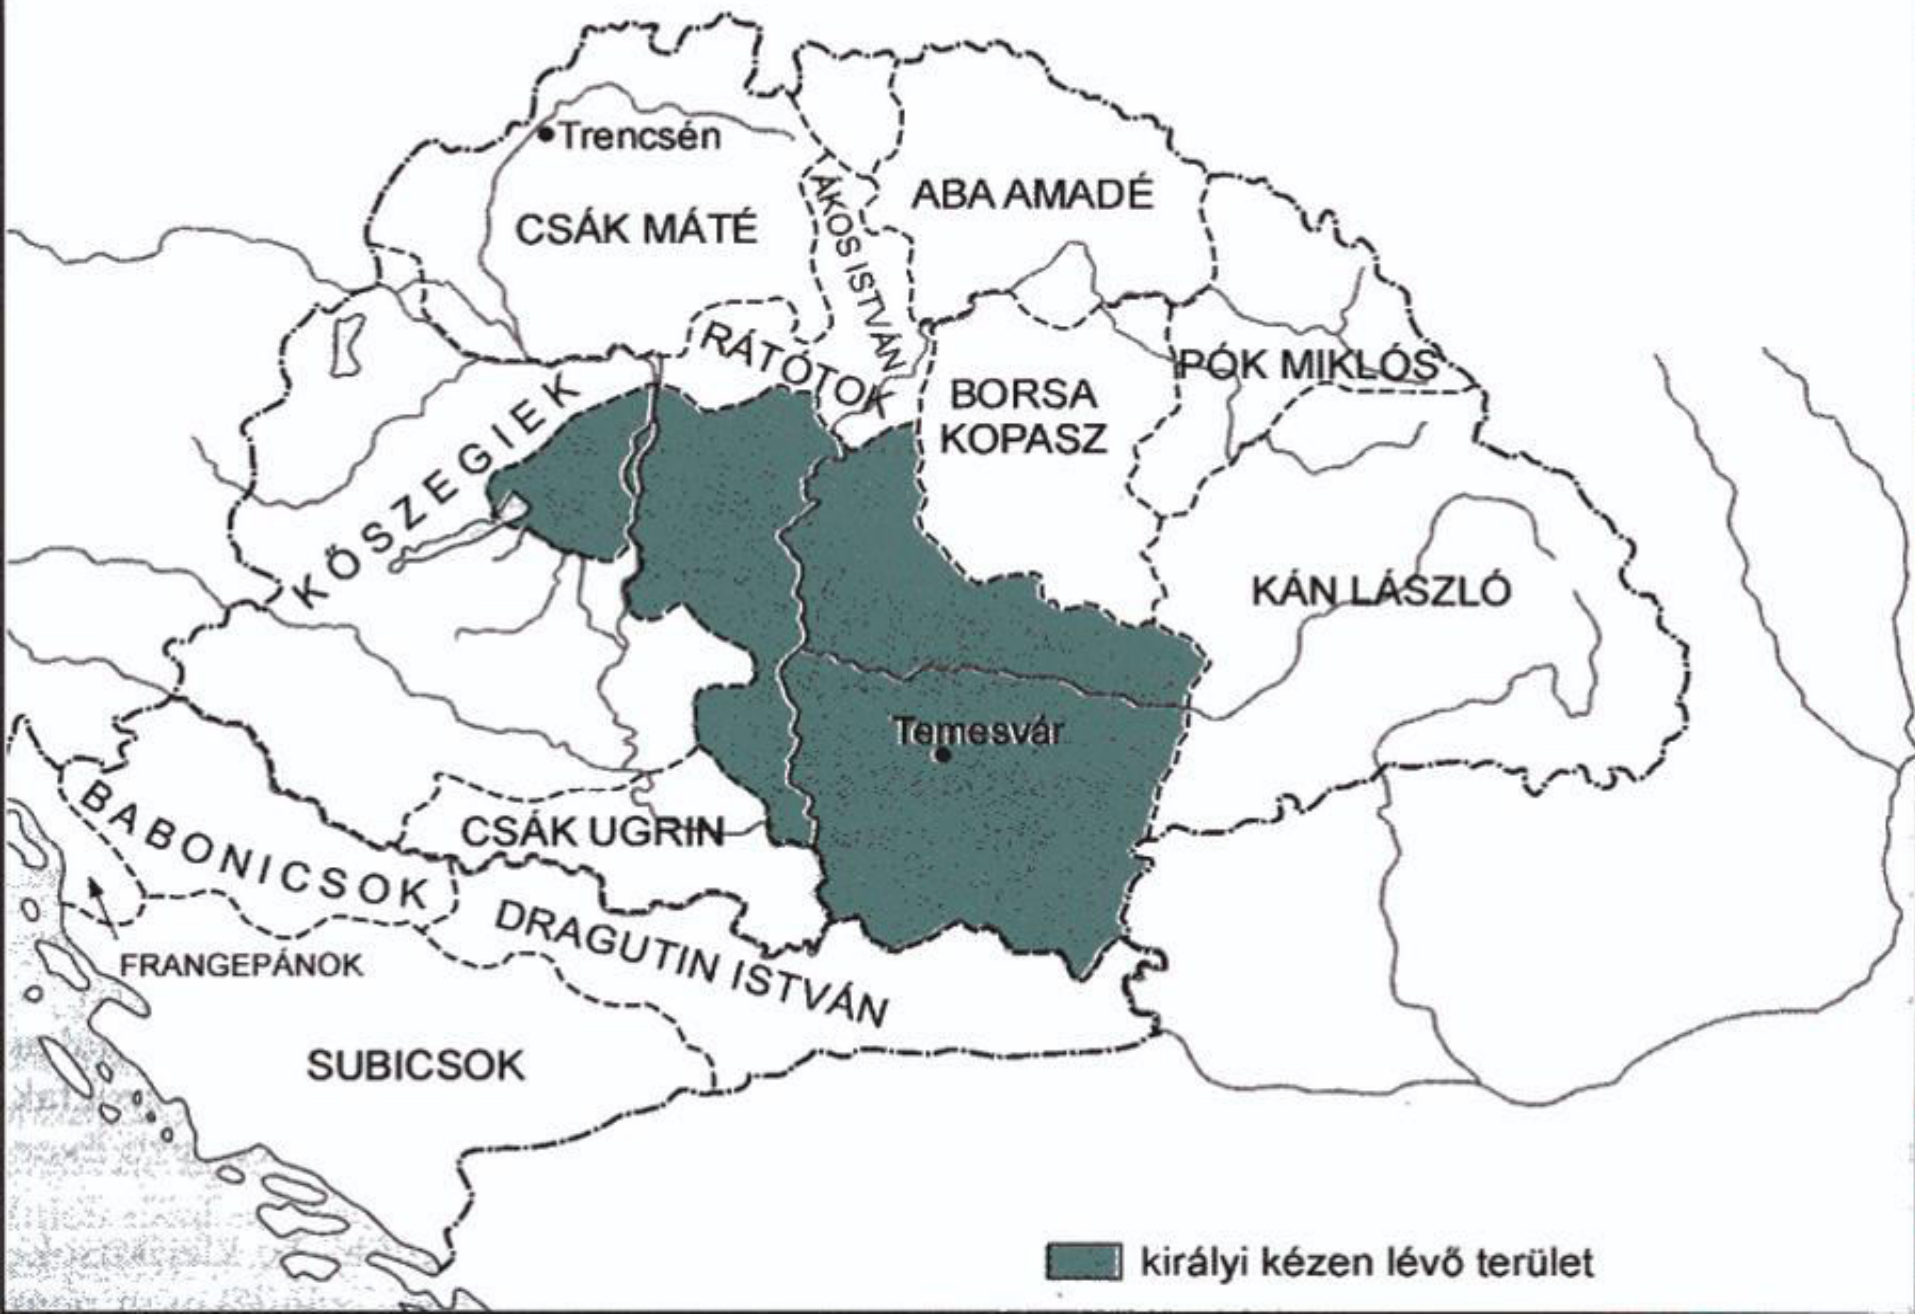 Trencsén
CSÁK MÁTÉ
ÁKOS ISTVÁN
ABA AMADÉ
RÁTÓTOK
BORSA
KOPASZ
PÓK MIKLÓS
KŐSZEGIEK
KÁN LÁSZLÓ
Temesvár
BABONICSOK
CSÁK UGRIN
DRAGUTIN ISTVÁN
FRANGEPÁNOK
SUBICSOK
királyi kézen lévő terület